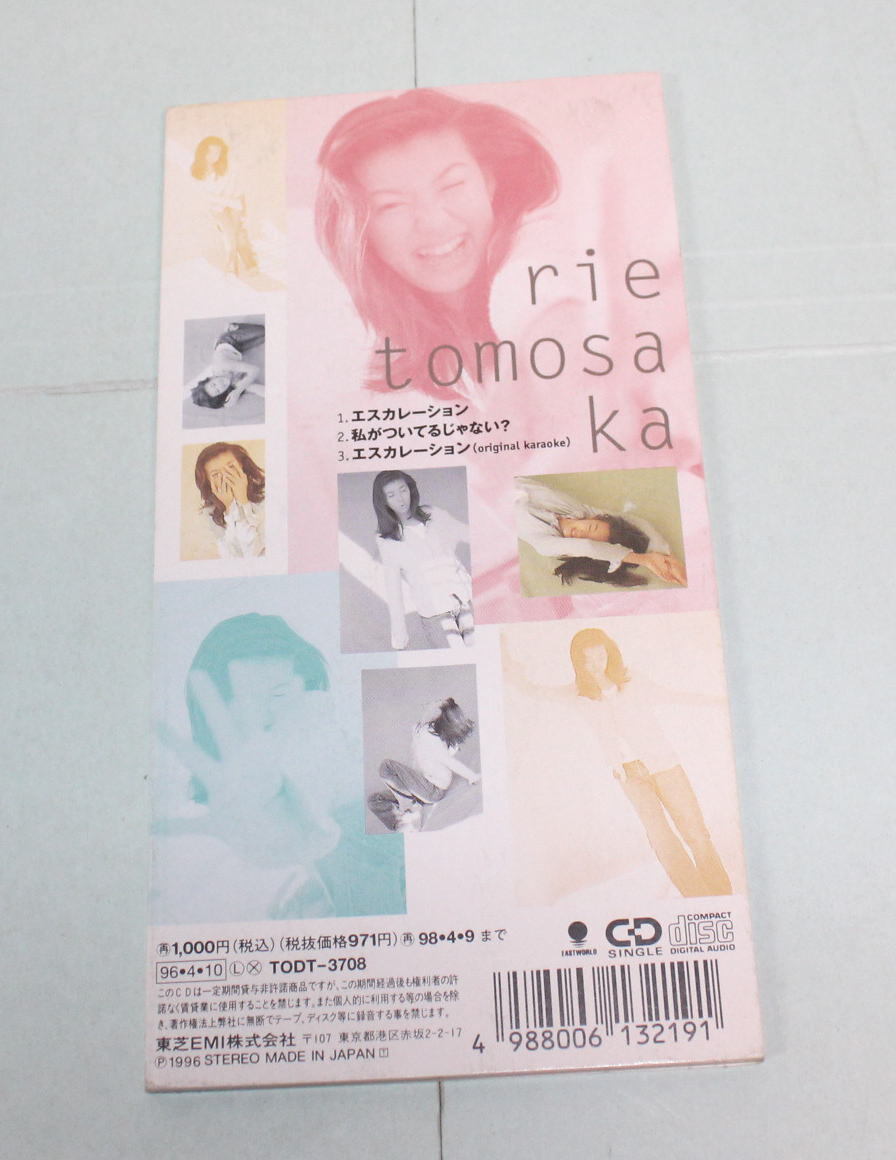 rie
tomosa
ka
1. エスカレーション
2. 私がついてるじゃない?
3. エスカレーション(original karaoke)
再1,000円(税込)(税抜価格971円)再98•4•9 まで
96•4•10 Ⓛ Ⓧ TODT-3708
このCDは一定期間貸与非許諾商品ですが、この期間経過後も権利者の許
諾なく賃貸業に使用することを禁じます。また個人的に利用する等の場合を除
き、著作権法上弊社に無断でテープ、ディスク等に録音する事を禁じます。
東芝EMI株式会社 〒107 東京都港区赤坂2-2-17
Ⓟ1996 STEREO MADE IN JAPAN T
EASTWORLD
CD
SINGLE
COMPACT
disc
DIGITAL AUDIO
4 988006 132191